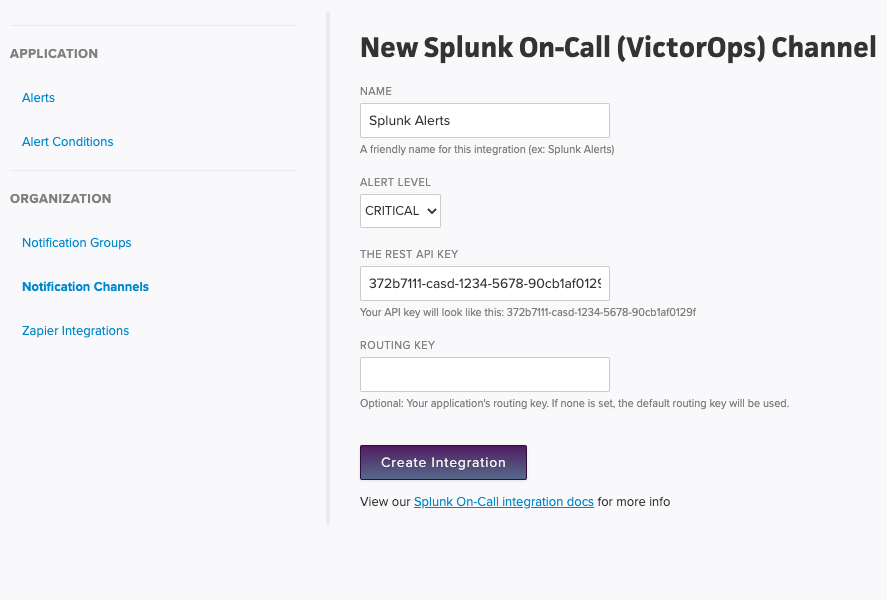 APPLICATION
Alerts
Alert Conditions
ORGANIZATION
Notification Groups
Notification Channels
Zapier Integrations
New Splunk On-Call (VictorOps) Channel
NAME
Splunk Alerts
A friendly name for this integration (ex: Splunk Alerts)
ALERT LEVEL
CRITICAL
THE REST API KEY
372b7111-casd-1234-5678-90cb1af0129
Your API key will look like this: 372b7111-casd-1234-5678-90cb1af0129f
ROUTING KEY
Optional: Your application's routing key. If none is set, the default routing key will be used.
Create Integration
View our Splunk On-Call integration docs for more info